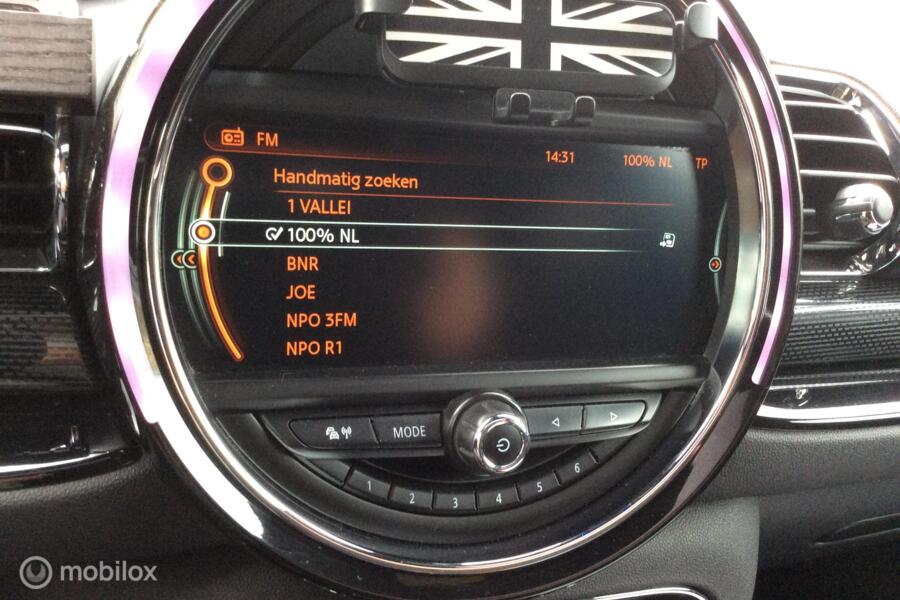 FM
14:31 100% NL TP
Handmatig zoeken
1 VALLEI
100% NL
BNR
JOE
NPO 3FM
NPO R1
MODE
1 2 3 4 5 6
mobilox